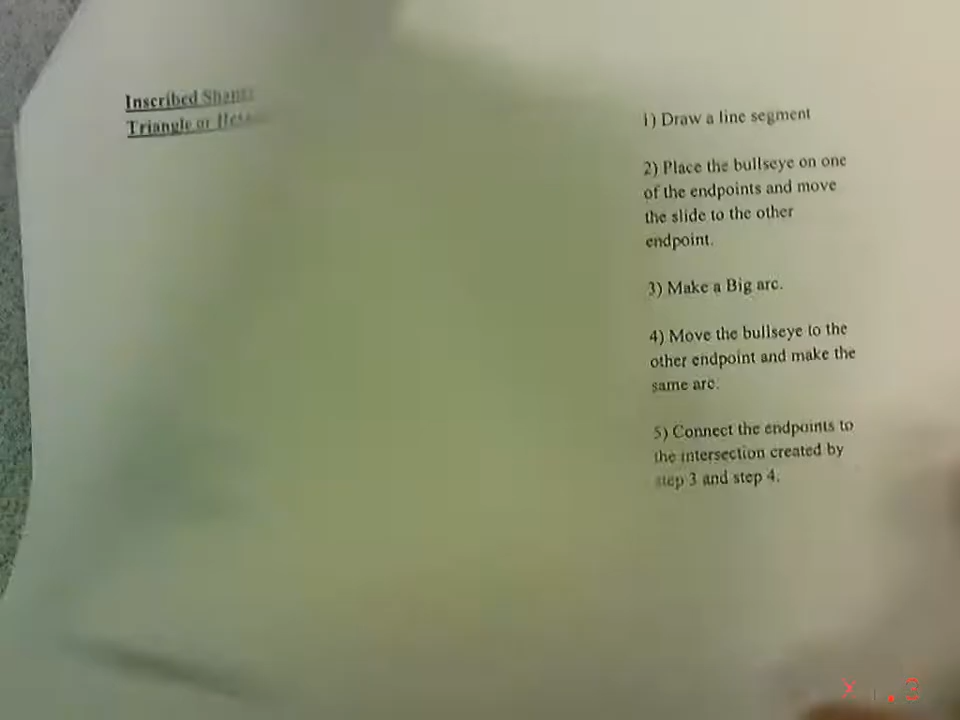 Inscribed
Triangle or
1) Draw a line segment
2) Place the bullseye on one
of the endpoints and move
the slide to the other
endpoint.
3) Make a Big arc.
4) Move the bullseye to the
other endpoint and make the
same arc.
5) Connect the endpoints to
the intersection created by
step 3 and step 4.